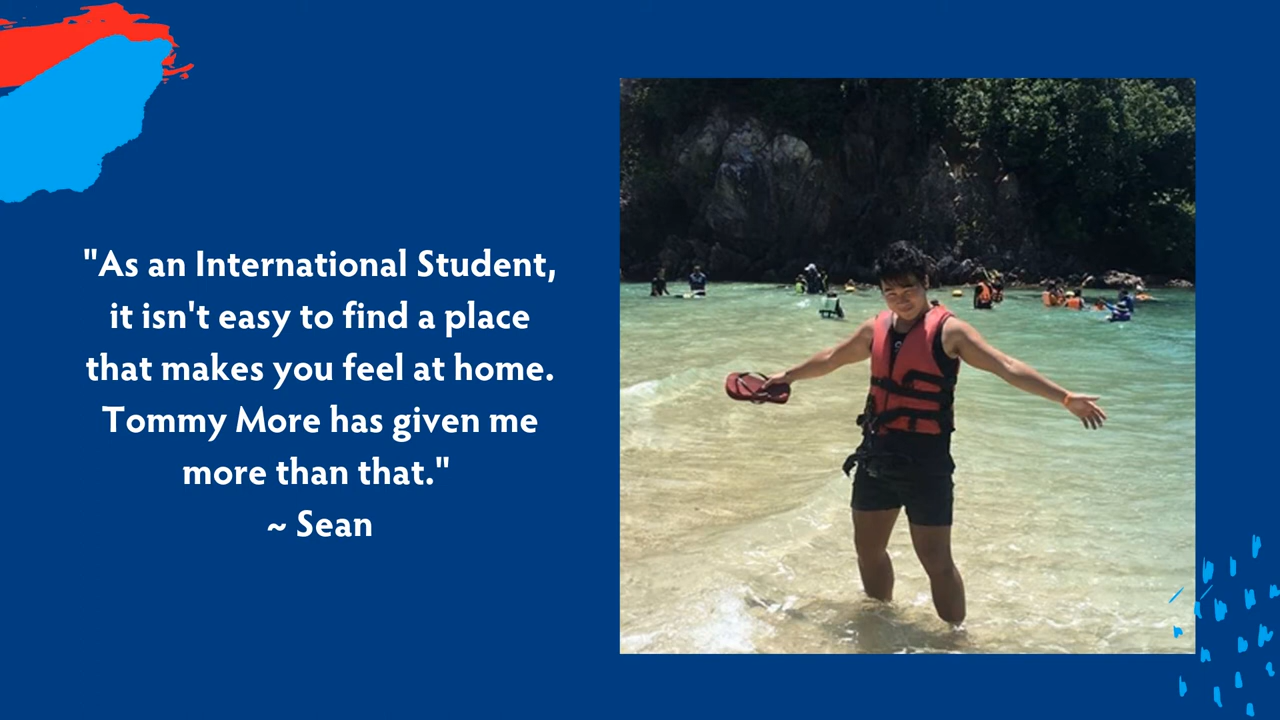 "As an International Student,
it isn't easy to find a place
that makes you feel at home.
Tommy More has given me
more than that."
~ Sean